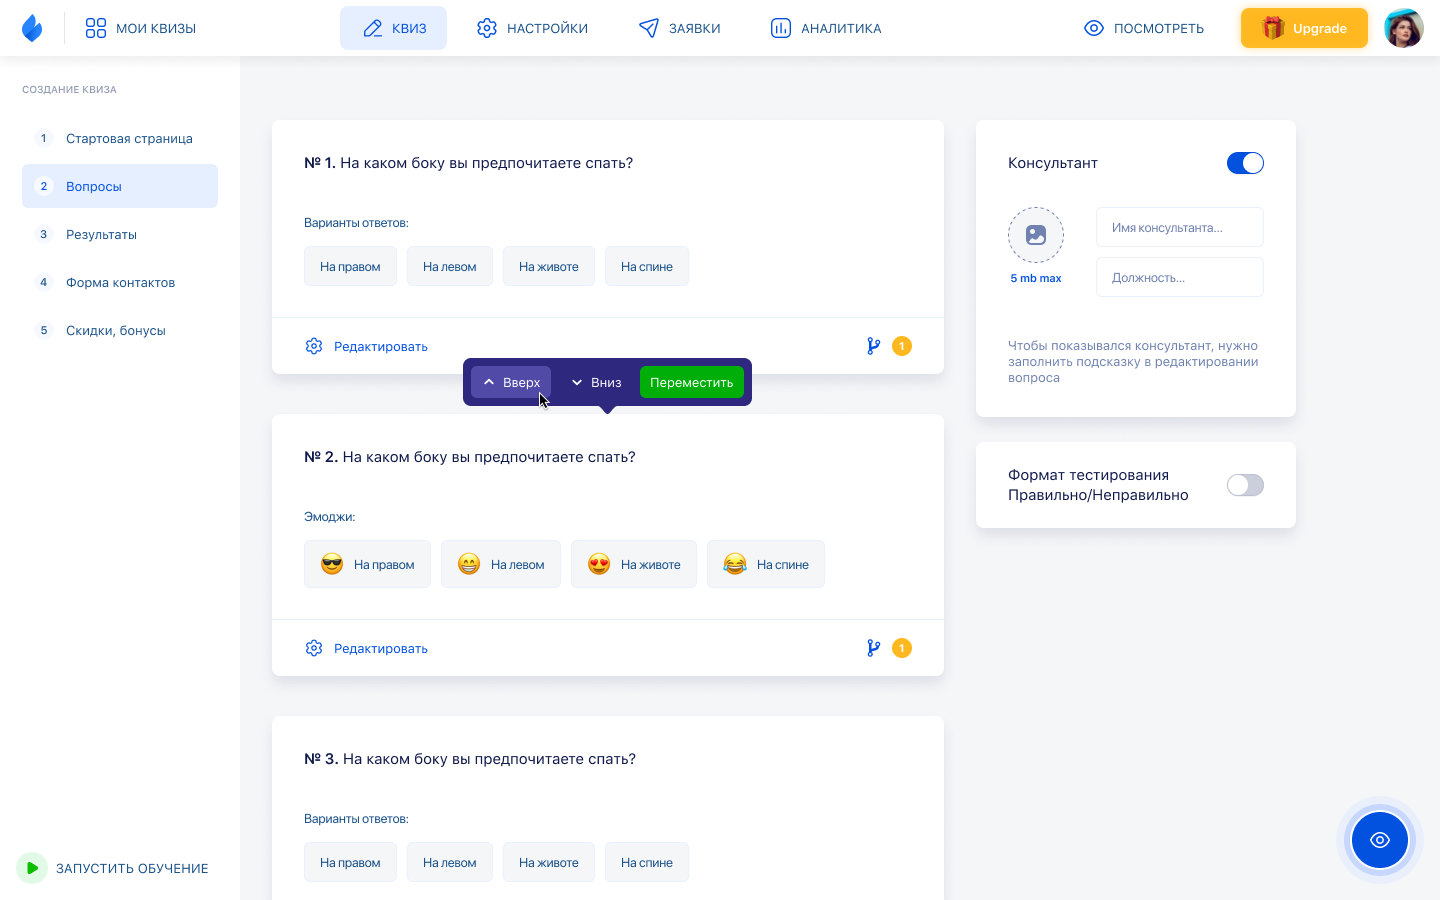 МОИ КВИЗЫ
КВИЗ
НАСТРОЙКИ
ЗАЯВКИ
АНАЛИТИКА
ПОСМОТРЕТЬ
Upgrade
СОЗДАНИЕ КВИЗА
1 Стартовая страница
2 Вопросы
3 Результаты
4 Форма контактов
5 Скидки, бонусы
ЗАПУСТИТЬ ОБУЧЕНИЕ
№ 1. На каком боку вы предпочитаете спать?
Варианты ответов:
На правом На левом На животе На спине
Редактировать 1
Вверх Вниз Переместить
№ 2. На каком боку вы предпочитаете спать?
Эмоджи:
На правом На левом На животе На спине
Редактировать 1
№ 3. На каком боку вы предпочитаете спать?
Варианты ответов:
На правом На левом На животе На спине
Консультант
Имя консультанта...
Должность...
5 mb max
Чтобы показывался консультант, нужно
заполнить подсказку в редактировании
вопроса
Формат тестирования
Правильно/Неправильно